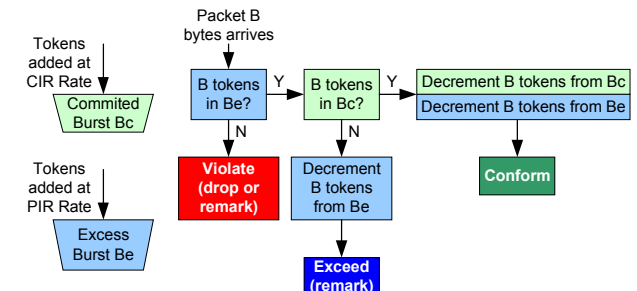 Packet B
bytes arrives
Tokens
added at
CIR Rate
Commited
Burst Bc
B tokens
in Be?
Y
B tokens
in Bc?
Y
Decrement B tokens from Bc
Decrement B tokens from Be
N
N
Tokens
added at
PIR Rate
Excess
Burst Be
Violate
(drop or
remark)
Decrement
B tokens
from Be
Conform
Exceed
(remark)